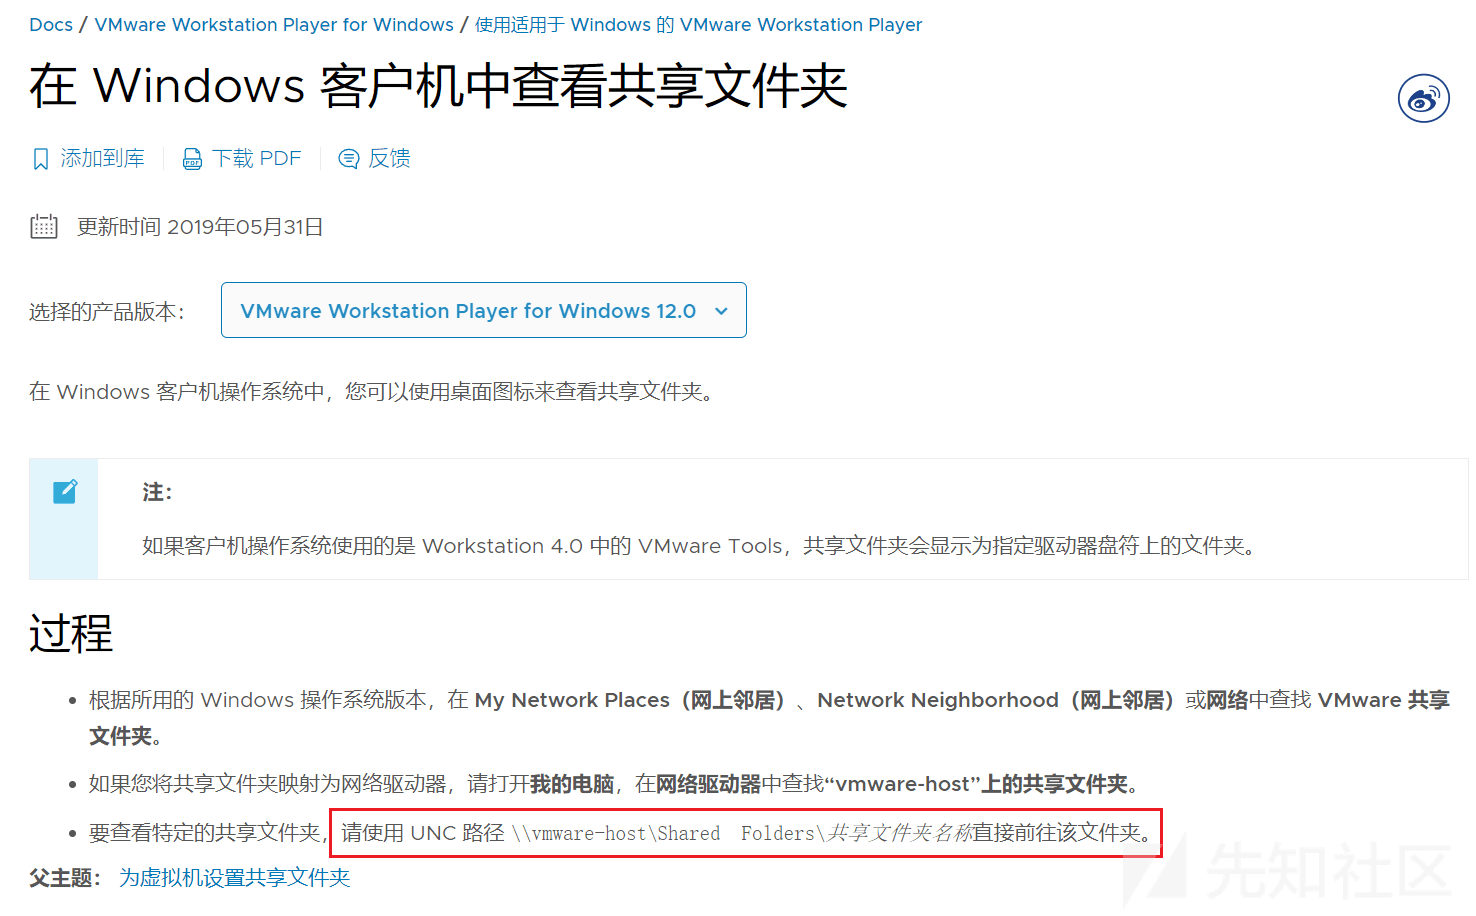 Docs / VMware Workstation Player for Windows / 使用适用于 Windows 的 VMware Workstation Player
在 Windows 客户机中查看共享文件夹
添加到库 下载 PDF 反馈
更新时间 2019年05月31日
选择的产品版本： VMware Workstation Player for Windows 12.0
在 Windows 客户机操作系统中，您可以使用桌面图标来查看共享文件夹。
注：
如果客户机操作系统使用的是 Workstation 4.0 中的 VMware Tools，共享文件夹会显示为指定驱动器盘符上的文件夹。
过程
• 根据所用的 Windows 操作系统版本，在 My Network Places（网上邻居）、Network Neighborhood（网上邻居）或网络中查找 VMware 共享
文件夹。
• 如果您将共享文件夹映射为网络驱动器，请打开我的电脑，在网络驱动器中查找“vmware-host”上的共享文件夹。
• 要查看特定的共享文件夹，请使用 UNC 路径 \\vmware-host\Shared Folders\共享文件夹名称直接前往该文件夹。
父主题： 为虚拟机设置共享文件夹
先知社区